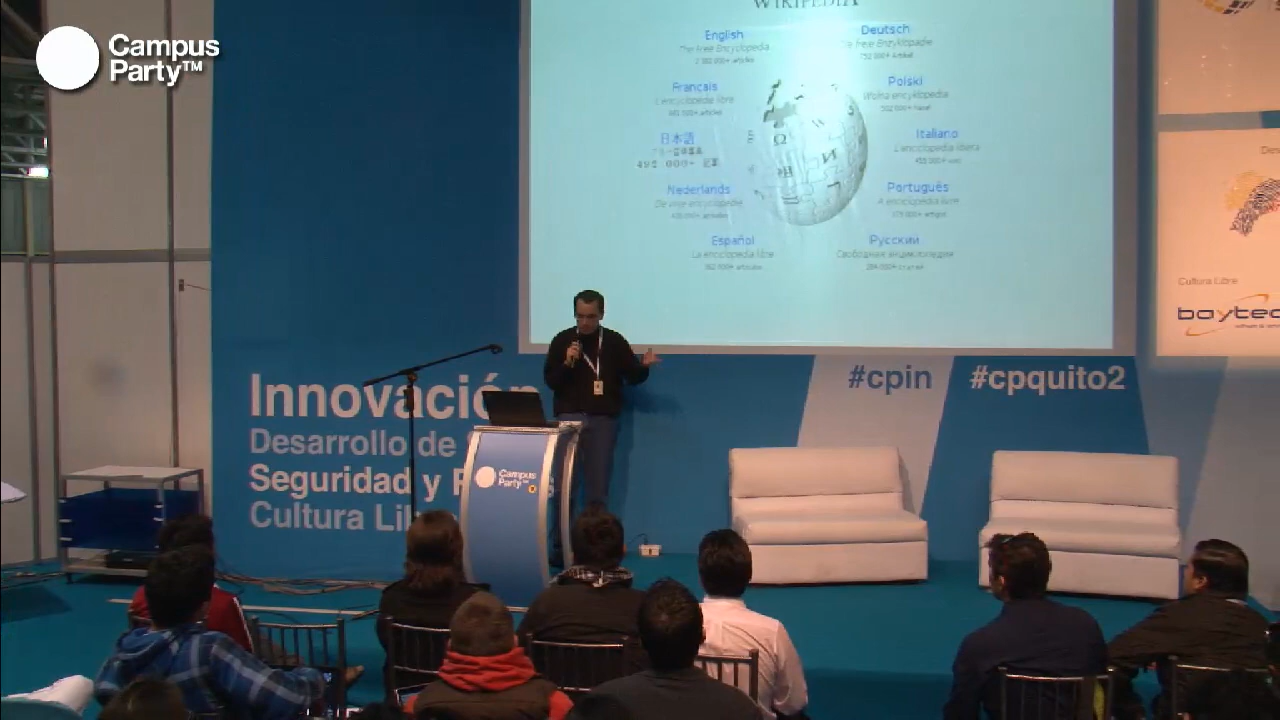 Campus
Party™
WIKIPEDIA
English
The Free Encyclopedia
Deutsch
Die freie Enzyklopädie
Français
L'encyclopédie libre
Polski
Wolna encyklopedia
日本語
Italiano
L'enciclopedia libera
Nederlands
De vrije encyclopedie
Português
A enciclopédia livre
Español
La enciclopedia libre
Русский
Свободная энциклопедия
Cultura Libre
baytec
#cpin
#cpquito2
Innovación
Desarrollo de
Seguridad y
Cultura Li
Campus
Party™